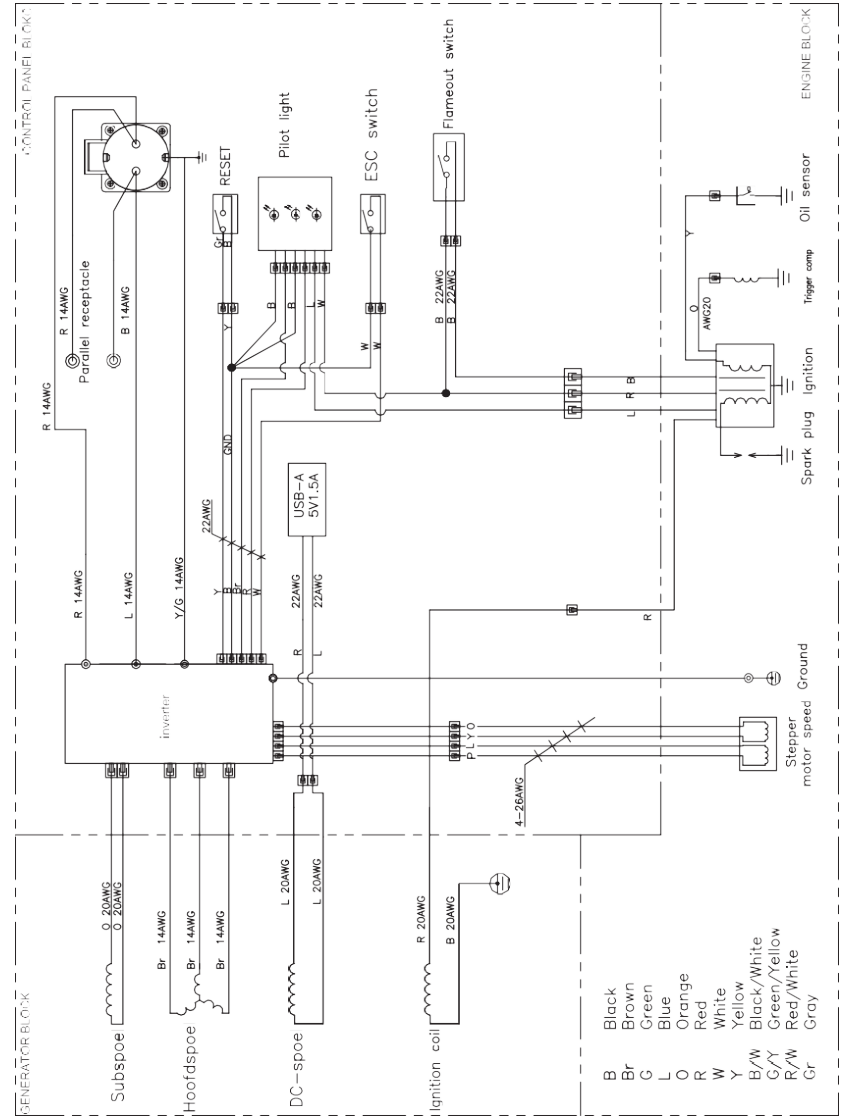 CONTROL PANEL BLOK:
ENGINE BLOCK
GENERATOR BLOCK
R 14AWG
Parallel receptacle
B 14AWG
R 14AWG
R 14AWG
L 14AWG
Y/G 14AWG
RESET
Gr
B
Y
Pilot light
B
B
L
W
ESC switch
W
W
Flameout switch
B 22AWG
B 22AWG
GND
22AWG
Y
B
Br
R
W
USB-A
5V1.5A
R 22AWG
L 22AWG
inverter
L
R
B
Y
O
AWG20
Oil sensor
Trigger comp
Ignition
Spark plug
R
Ground
P L Y O
4-26AWG
Stepper
motor speed
Subspoe
O 20AWG
O 20AWG
Hoofdspoe
Br 14AWG
Br 14AWG
Br 14AWG
DC-spoe
L 20AWG
L 20AWG
Ignition coil
R 20AWG
B 20AWG
B Black
Br Brown
G Green
L Blue
O Orange
R Red
W White
Y Yellow
B/W Black/White
G/Y Green/Yellow
R/W Red/White
Gr Gray